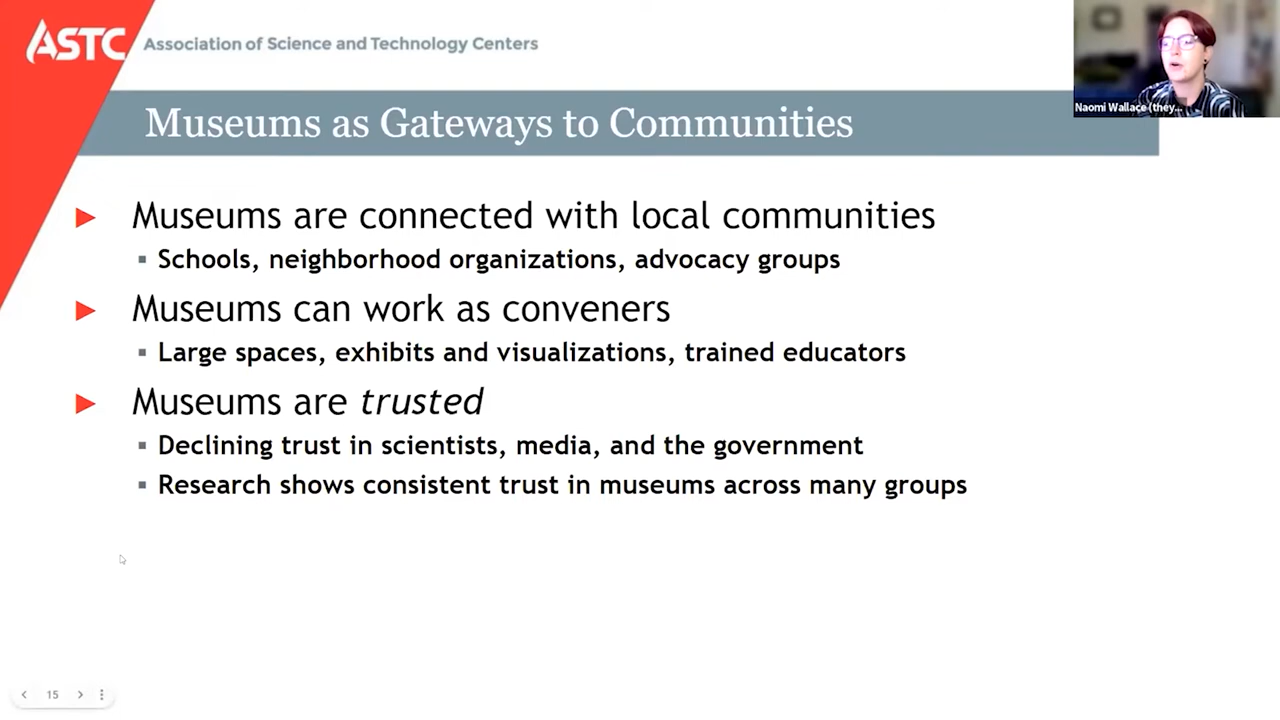 ASTC Association of Science and Technology Centers
Naomi Wallace (they...
Museums as Gateways to Communities
Museums are connected with local communities
Schools, neighborhood organizations, advocacy groups
Museums can work as conveners
Large spaces, exhibits and visualizations, trained educators
Museums are trusted
Declining trust in scientists, media, and the government
Research shows consistent trust in museums across many groups
15